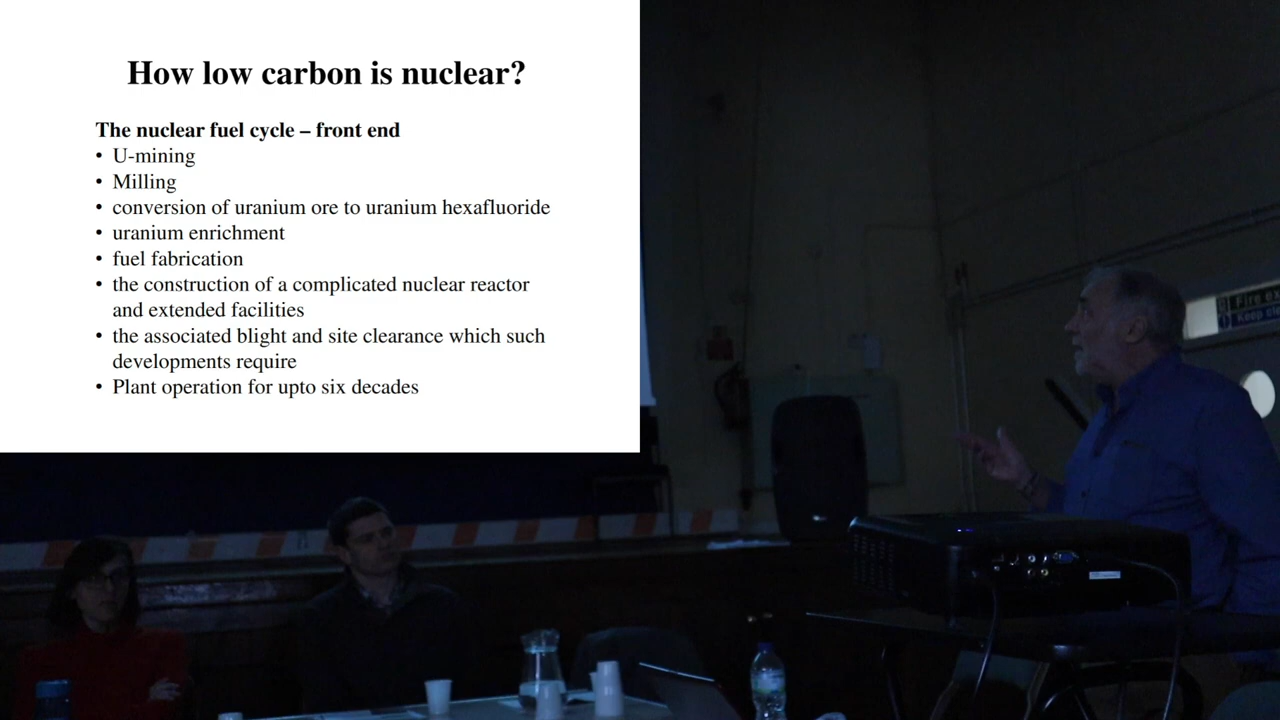 How low carbon is nuclear?
The nuclear fuel cycle – front end
• U-mining
• Milling
• conversion of uranium ore to uranium hexafluoride
• uranium enrichment
• fuel fabrication
• the construction of a complicated nuclear reactor
and extended facilities
• the associated blight and site clearance which such
developments require
• Plant operation for upto six decades
Fire
Keep